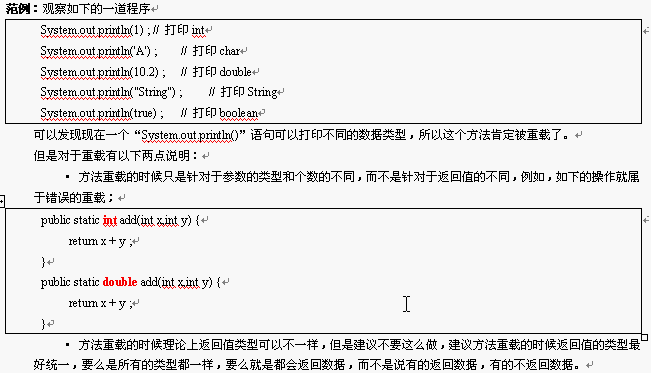 范例：观察如下的一道程序
System.out.println(1) ; // 打印 int
System.out.println('A') ; // 打印 char
System.out.println(10.2) ; // 打印 double
System.out.println("String") ; // 打印 String
System.out.println(true) ; // 打印 boolean
可以发现现在一个“System.out.println()”语句可以打印不同的数据类型，所以这个方法肯定被重载了。
但是对于重载有以下两点说明：
▪ 方法重载的时候只是针对于参数的类型和个数的不同，而不是针对于返回值的不同，例如，如下的操作就属
于错误的重载；
public static int add(int x,int y) {
return x + y ;
}
public static double add(int x,int y) {
return x + y ;
}
▪ 方法重载的时候理论上返回值类型可以不一样，但是建议不要这么做，建议方法重载的时候返回值的类型最
好统一，要么是所有的类型都一样，要么就是都会返回数据，而不是说有的返回数据，有的不返回数据。